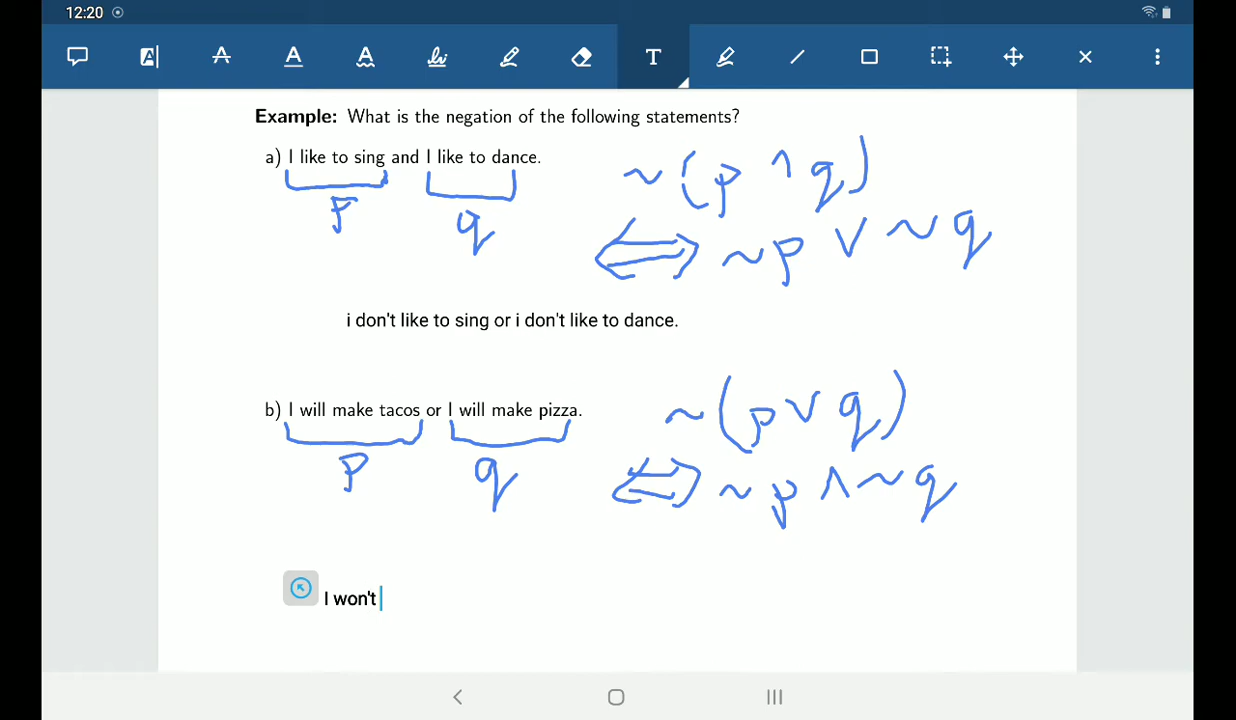 12:20
Example: What is the negation of the following statements?
a) I like to sing and I like to dance.
~(p ∧ q)
p q
⟺ ~p ∨ ~q
i don't like to sing or i don't like to dance.
b) I will make tacos or I will make pizza.
~(p ∨ q)
p q
⟺ ~p ∧ ~q
I won't